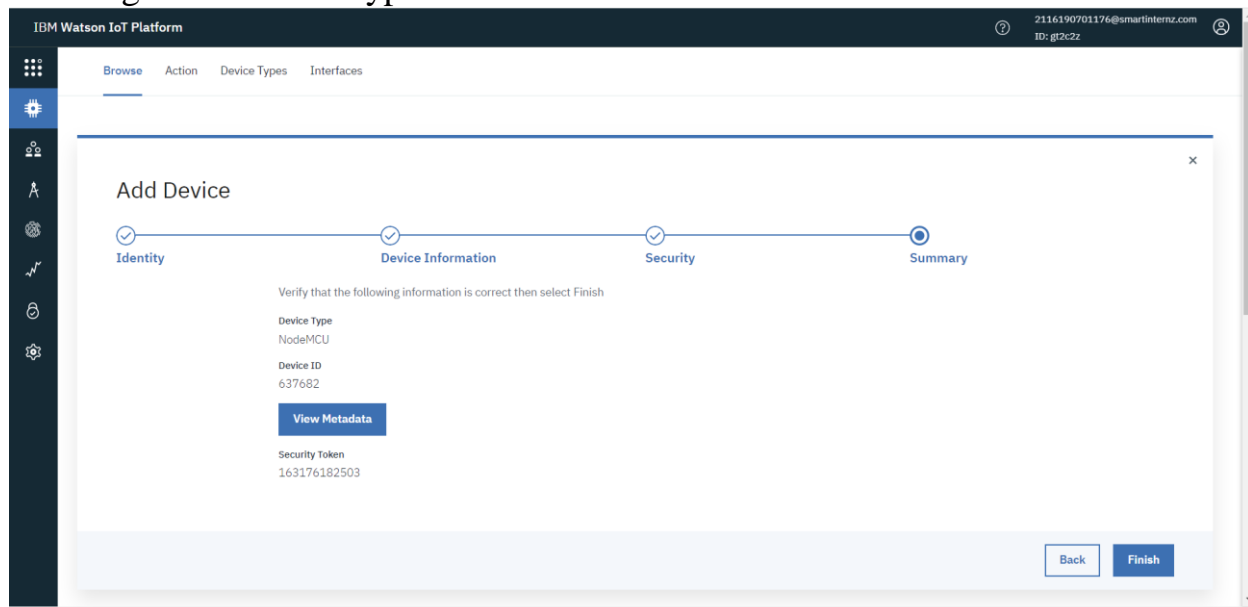 IBM Watson IoT Platform
2116190701176@smartinternz.com
ID: gt2c2z
Browse Action Device Types Interfaces
Add Device
Identity Device Information Security Summary
Verify that the following information is correct then select Finish
Device Type
NodeMCU
Device ID
637682
View Metadata
Security Token
163176182503
Back Finish